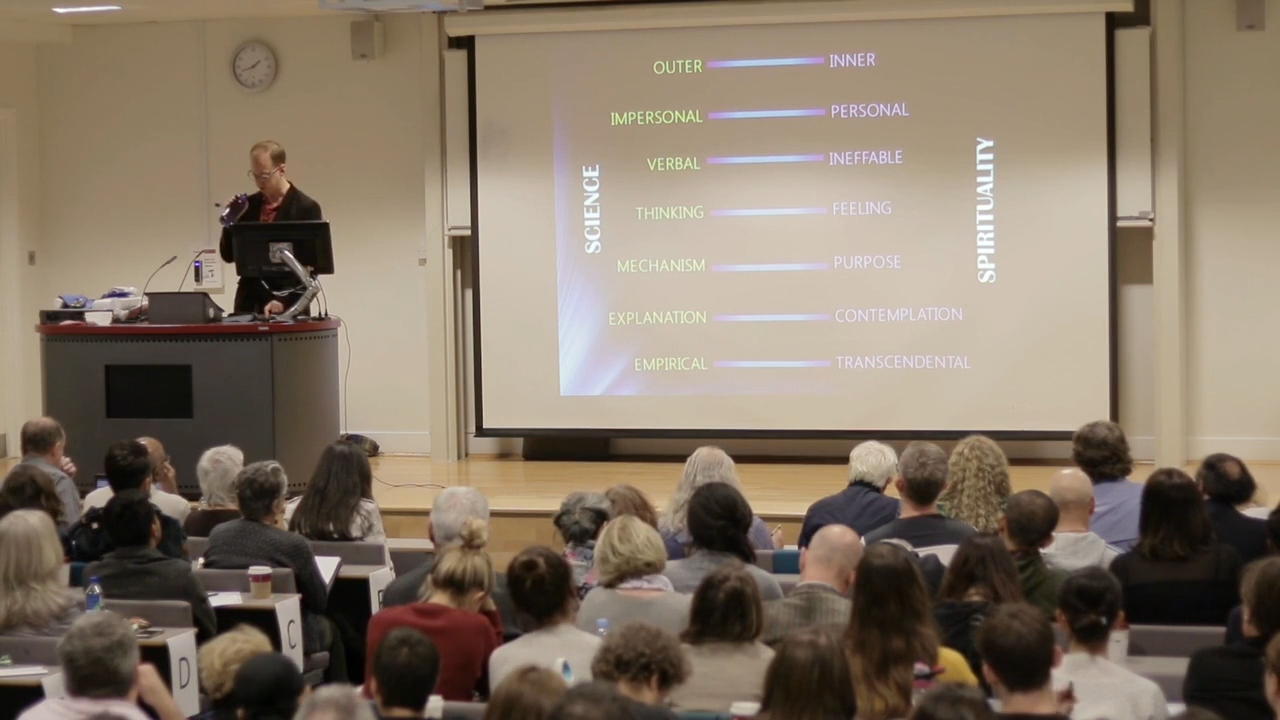 OUTER INNER
IMPERSONAL PERSONAL
VERBAL INEFFABLE
SCIENCE
THINKING FEELING
SPIRITUALITY
MECHANISM PURPOSE
EXPLANATION CONTEMPLATION
EMPIRICAL TRANSCENDENTAL
C
D